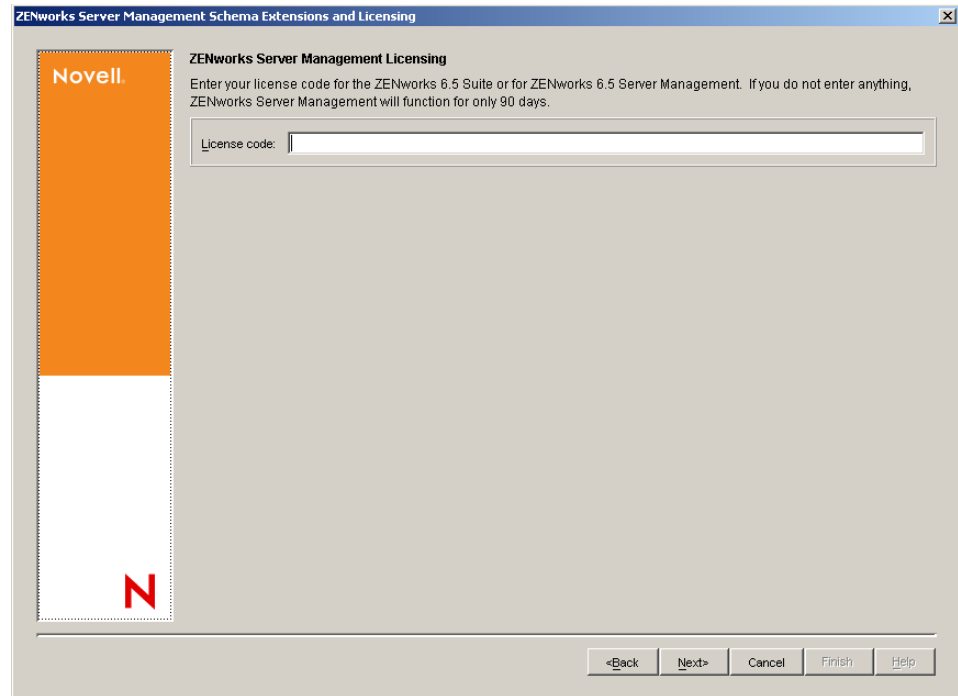 ZENworks Server Management Schema Extensions and Licensing
Novell.
ZENworks Server Management Licensing
Enter your license code for the ZENworks 6.5 Suite or for ZENworks 6.5 Server Management. If you do not enter anything,
ZENworks Server Management will function for only 90 days.
License code:
N
<Back Next> Cancel Finish Help